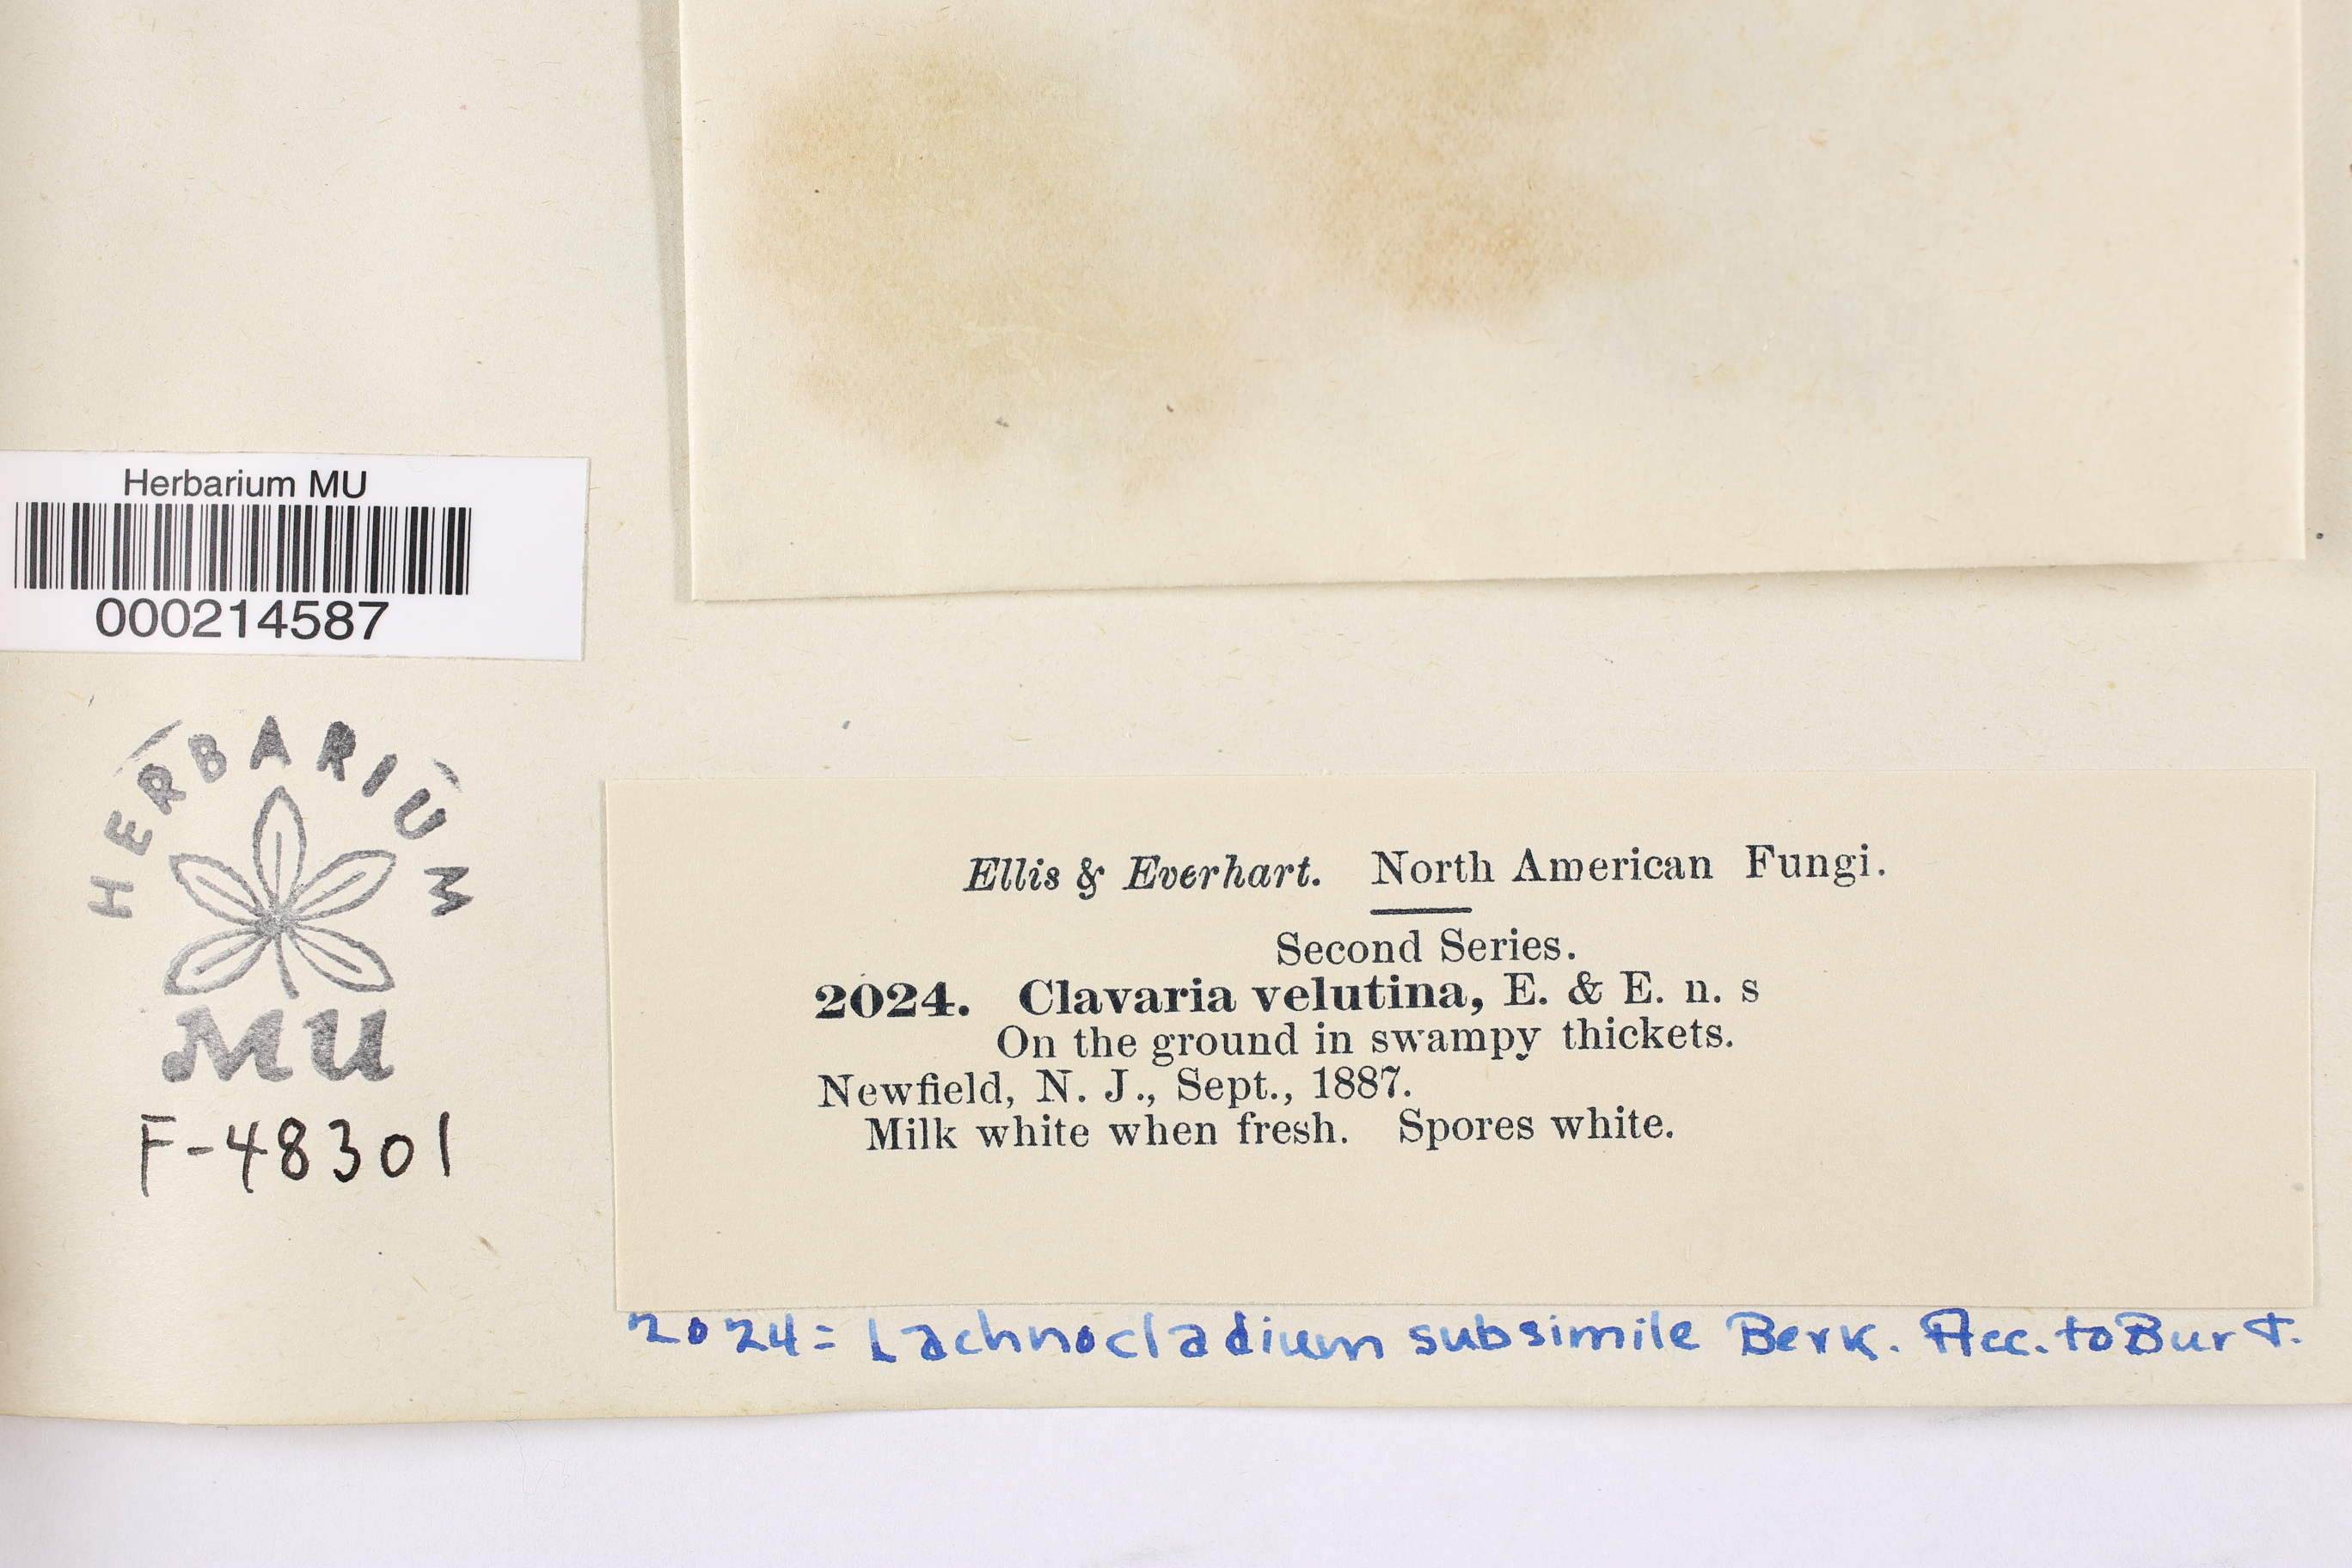 Herbarium MU
000214587
HERBARIUM
MU
F-48301
Ellis & Everhart. North American Fungi.
Second Series.
2024. Clavaria velutina, E. & E. n. s
On the ground in swampy thickets.
Newfield, N. J., Sept., 1887.
Milk white when fresh. Spores white.
2024 = Lachnocladium subsimile Berk. Acc. to Burt.